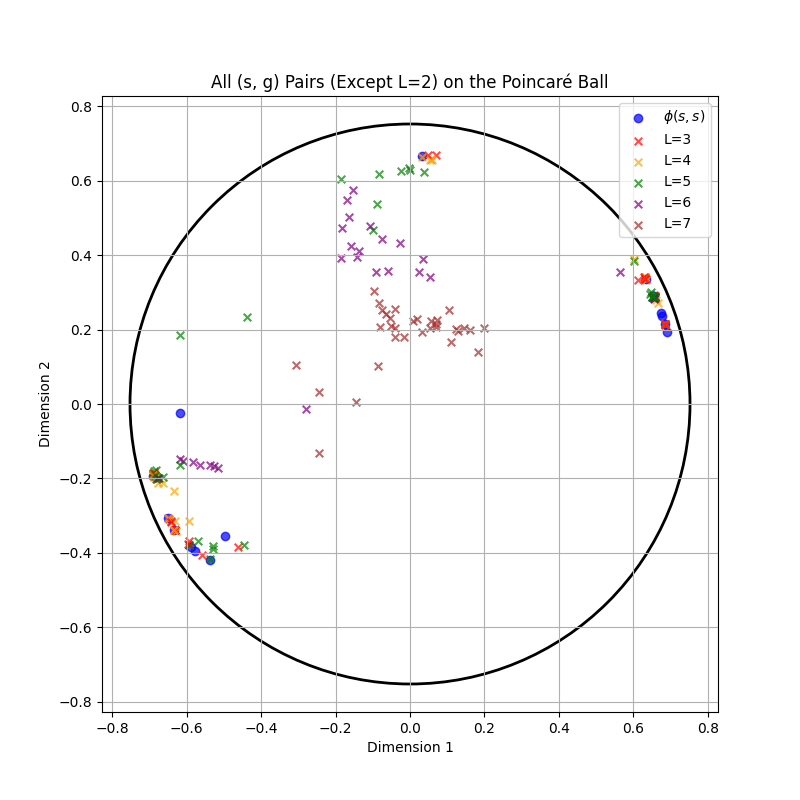 All (s, g) Pairs (Except L=2) on the Poincaré Ball
ϕ(s, s)
L=3
L=4
L=5
L=6
L=7
0.8
0.6
0.4
0.2
0.0
−0.2
−0.4
−0.6
−0.8
Dimension 2
−0.8 −0.6 −0.4 −0.2 0.0 0.2 0.4 0.6 0.8
Dimension 1